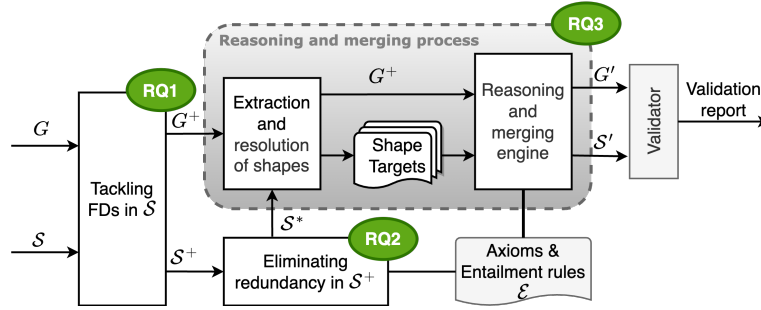 RQ3
Reasoning and merging process
RQ1
G
G⁺
Tackling
FDs in 𝒮
𝒮
𝒮⁺
Extraction
and
resolution
of shapes
G⁺
Shape
Targets
Reasoning
and
merging
engine
G′
𝒮′
Validator
Validation
report
𝒮*
RQ2
Eliminating
redundancy in 𝒮⁺
Axioms &
Entailment rules
ℰ